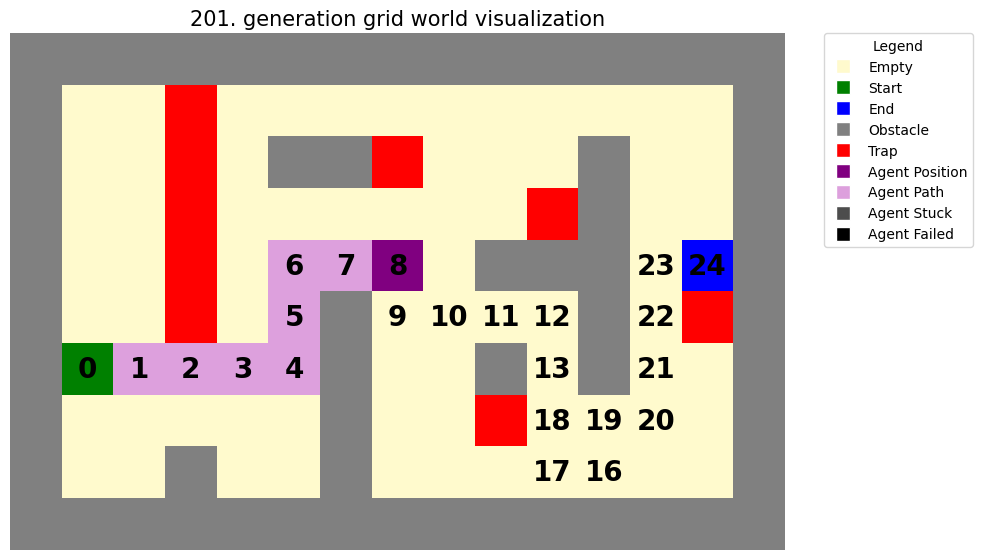 201. generation grid world visualization
Legend
Empty
Start
End
Obstacle
Trap
Agent Position
Agent Path
Agent Stuck
Agent Failed
6 7 8 23 24
5 9 10 11 12 22
0 1 2 3 4 13 21
18 19 20
17 16